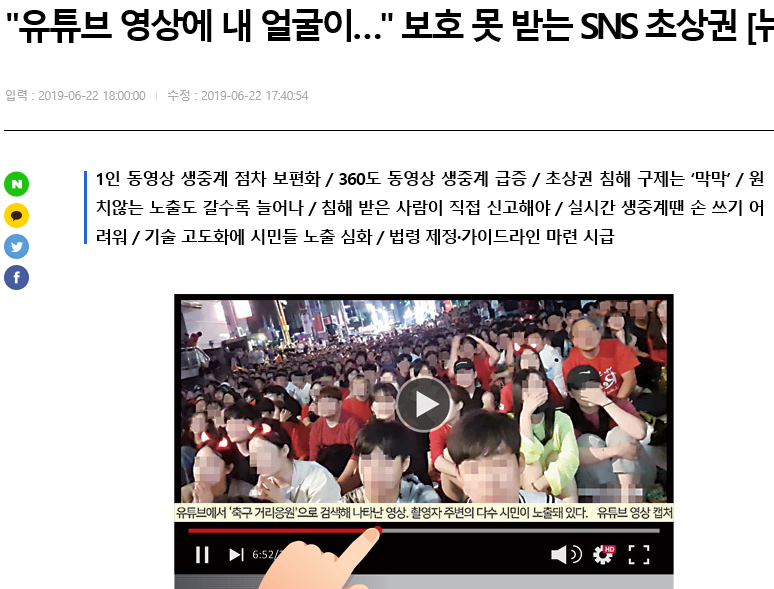 "유튜브 영상에 내 얼굴이…" 보호 못 받는 SNS 초상권 [
입력 : 2019-06-22 18:00:00 | 수정 : 2019-06-22 17:40:54
1인 동영상 생중계 점차 보편화 / 360도 동영상 생중계 급증 / 초상권 침해 구제는 ‘막막’ / 원
치않는 노출도 갈수록 늘어나 / 침해 받은 사람이 직접 신고해야 / 실시간 생중계땐 손 쓰기 어
려워 / 기술 고도화에 시민들 노출 심화 / 법령 제정·가이드라인 마련 시급
유튜브에서 ‘축구 거리응원’으로 검색해 나타난 영상. 촬영자 주변의 다수 시민이 노출돼 있다. 유튜브 영상 캡처
6:52/
HD